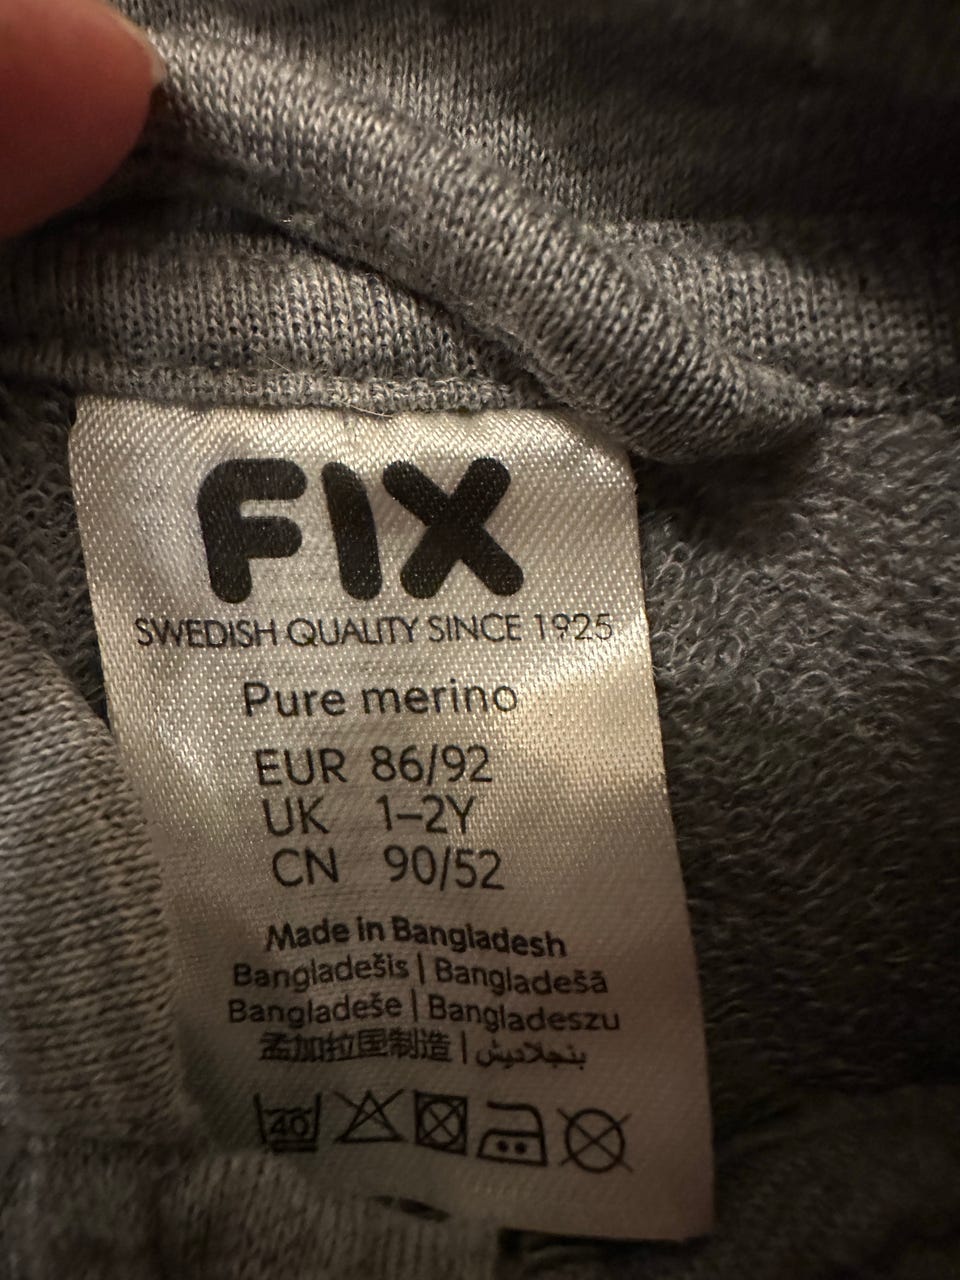 FIX
SWEDISH QUALITY SINCE 1925
Pure merino
EUR 86/92
UK 1–2Y
CN 90/52
Made in Bangladesh
Bangladešis | Bangladešā
Bangladeše | Bangladeszu
孟加拉国制造 | بنجلاديش
40